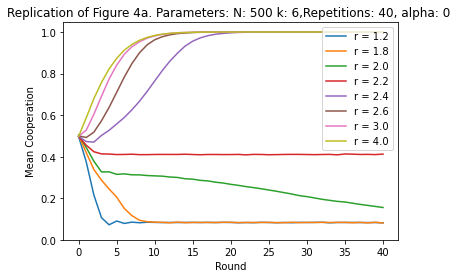 Replication of Figure 4a. Parameters: N: 500 k: 6,Repetitions: 40, alpha: 0
Mean Cooperation
1.0
0.8
0.6
0.4
0.2
0.0
r = 1.2
r = 1.8
r = 2.0
r = 2.2
r = 2.4
r = 2.6
r = 3.0
r = 4.0
0 5 10 15 20 25 30 35 40
Round